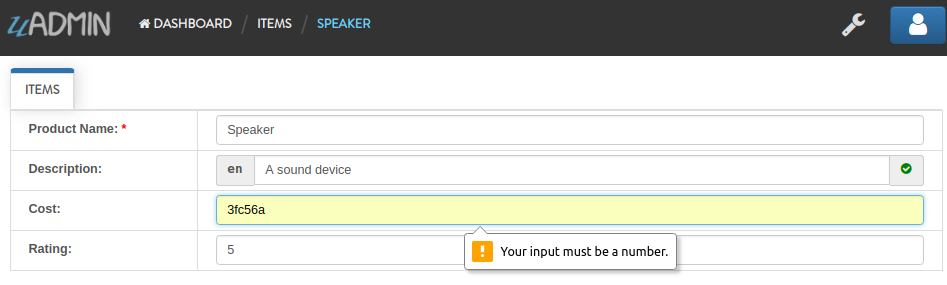 uADMIN DASHBOARD / ITEMS / SPEAKER
ITEMS
Product Name: * Speaker
Description: en A sound device
Cost: 3fc56a
Your input must be a number.
Rating: 5